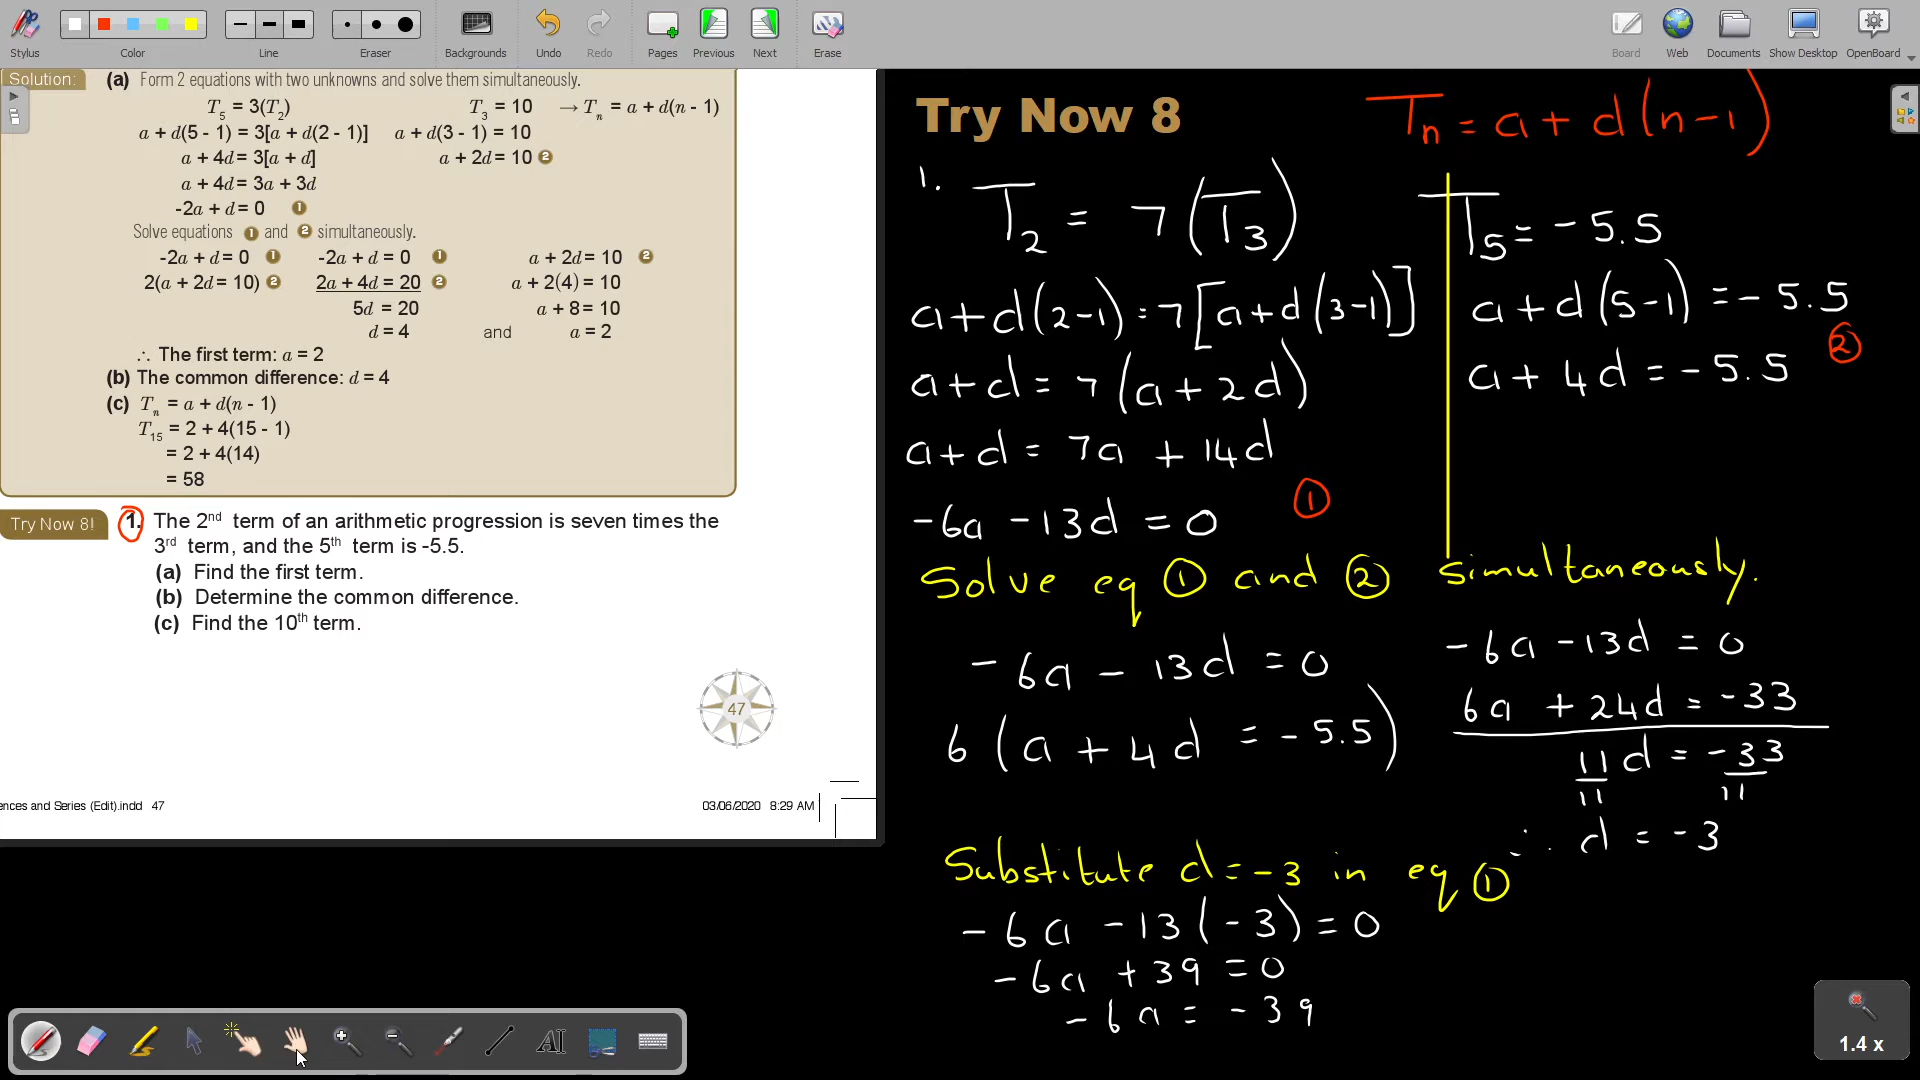 Stylus
Color
Line
Eraser
Backgrounds
Undo
Redo
Pages
Previous
Next
Erase
Board
Web
Documents
Show Desktop
OpenBoard
Solution:
(a) Form 2 equations with two unknowns and solve them simultaneously.
T₅ = 3(T₂) T₃ = 10 → Tₙ = a + d(n - 1)
a + d(5 - 1) = 3[a + d(2 - 1)] a + d(3 - 1) = 10
a + 4d = 3[a + d] a + 2d = 10 2
a + 4d = 3a + 3d
-2a + d = 0 1
Solve equations 1 and 2 simultaneously.
-2a + d = 0 1 -2a + d = 0 1 a + 2d = 10 2
2(a + 2d = 10) 2 2a + 4d = 20 2 a + 2(4) = 10
5d = 20 a + 8 = 10
d = 4 and a = 2
∴ The first term: a = 2
(b) The common difference: d = 4
(c) Tₙ = a + d(n - 1)
T₁₅ = 2 + 4(15 - 1)
= 2 + 4(14)
= 58
Try Now 8! 1. The 2nd term of an arithmetic progression is seven times the
3rd term, and the 5th term is -5.5.
(a) Find the first term.
(b) Determine the common difference.
(c) Find the 10th term.
47
ences and Series (Edit).indd 47 03/06/2020 8:29 AM
Try Now 8
Tₙ = a + d(n-1)
1.
T₂ = 7(T₃)
a + d(2-1) = 7[a+d(3-1)]
a + d = 7(a + 2d)
a + d = 7a + 14d
-6a - 13d = 0 ①
T₅ = -5.5
a + d(5-1) = -5.5
a + 4d = -5.5 ②
Solve eq ① and ② simultaneously.
-6a - 13d = 0
6(a + 4d = -5.5)
-6a - 13d = 0
6a + 24d = -33
11d = -33
11 11
∴ d = -3
Substitute d = -3 in eq ①
-6a - 13(-3) = 0
-6a + 39 = 0
-6a = -39
1.4 x